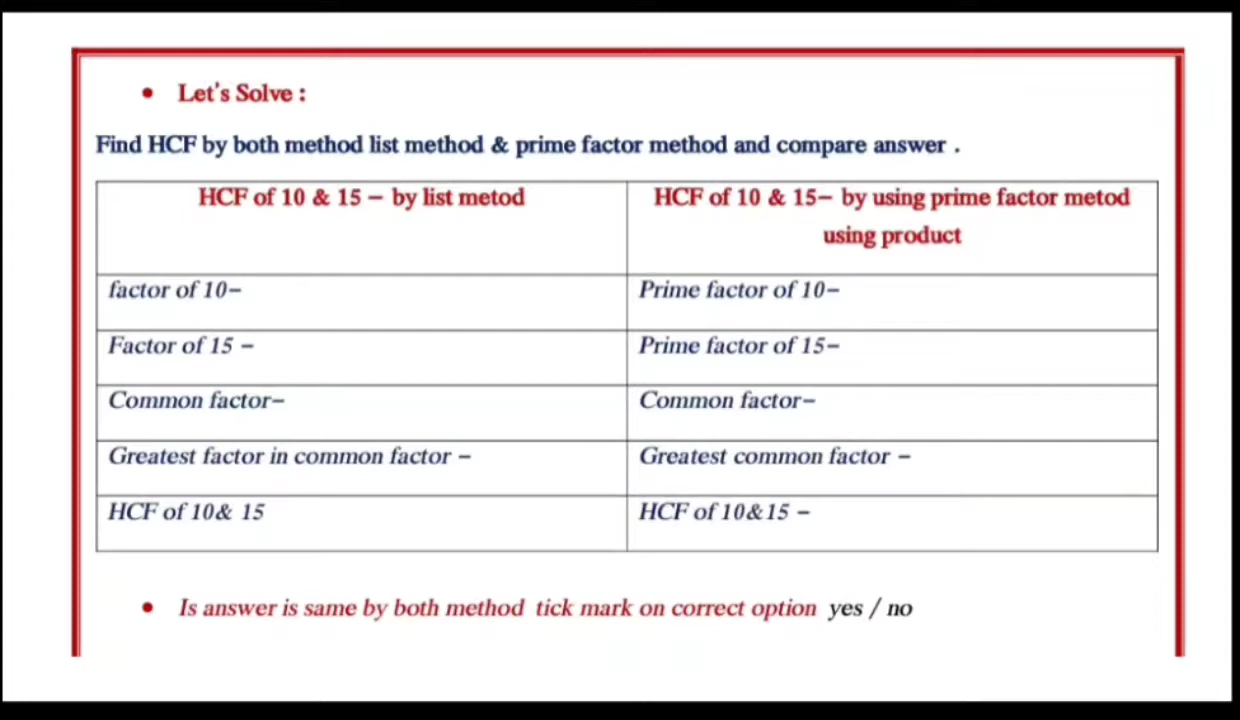 • Let's Solve :
Find HCF by both method list method & prime factor method and compare answer .
HCF of 10 & 15 – by list metod
HCF of 10 & 15– by using prime factor metod
using product
factor of 10–
Prime factor of 10–
Factor of 15 –
Prime factor of 15–
Common factor–
Common factor–
Greatest factor in common factor –
Greatest common factor –
HCF of 10& 15
HCF of 10&15 –
• Is answer is same by both method tick mark on correct option yes / no